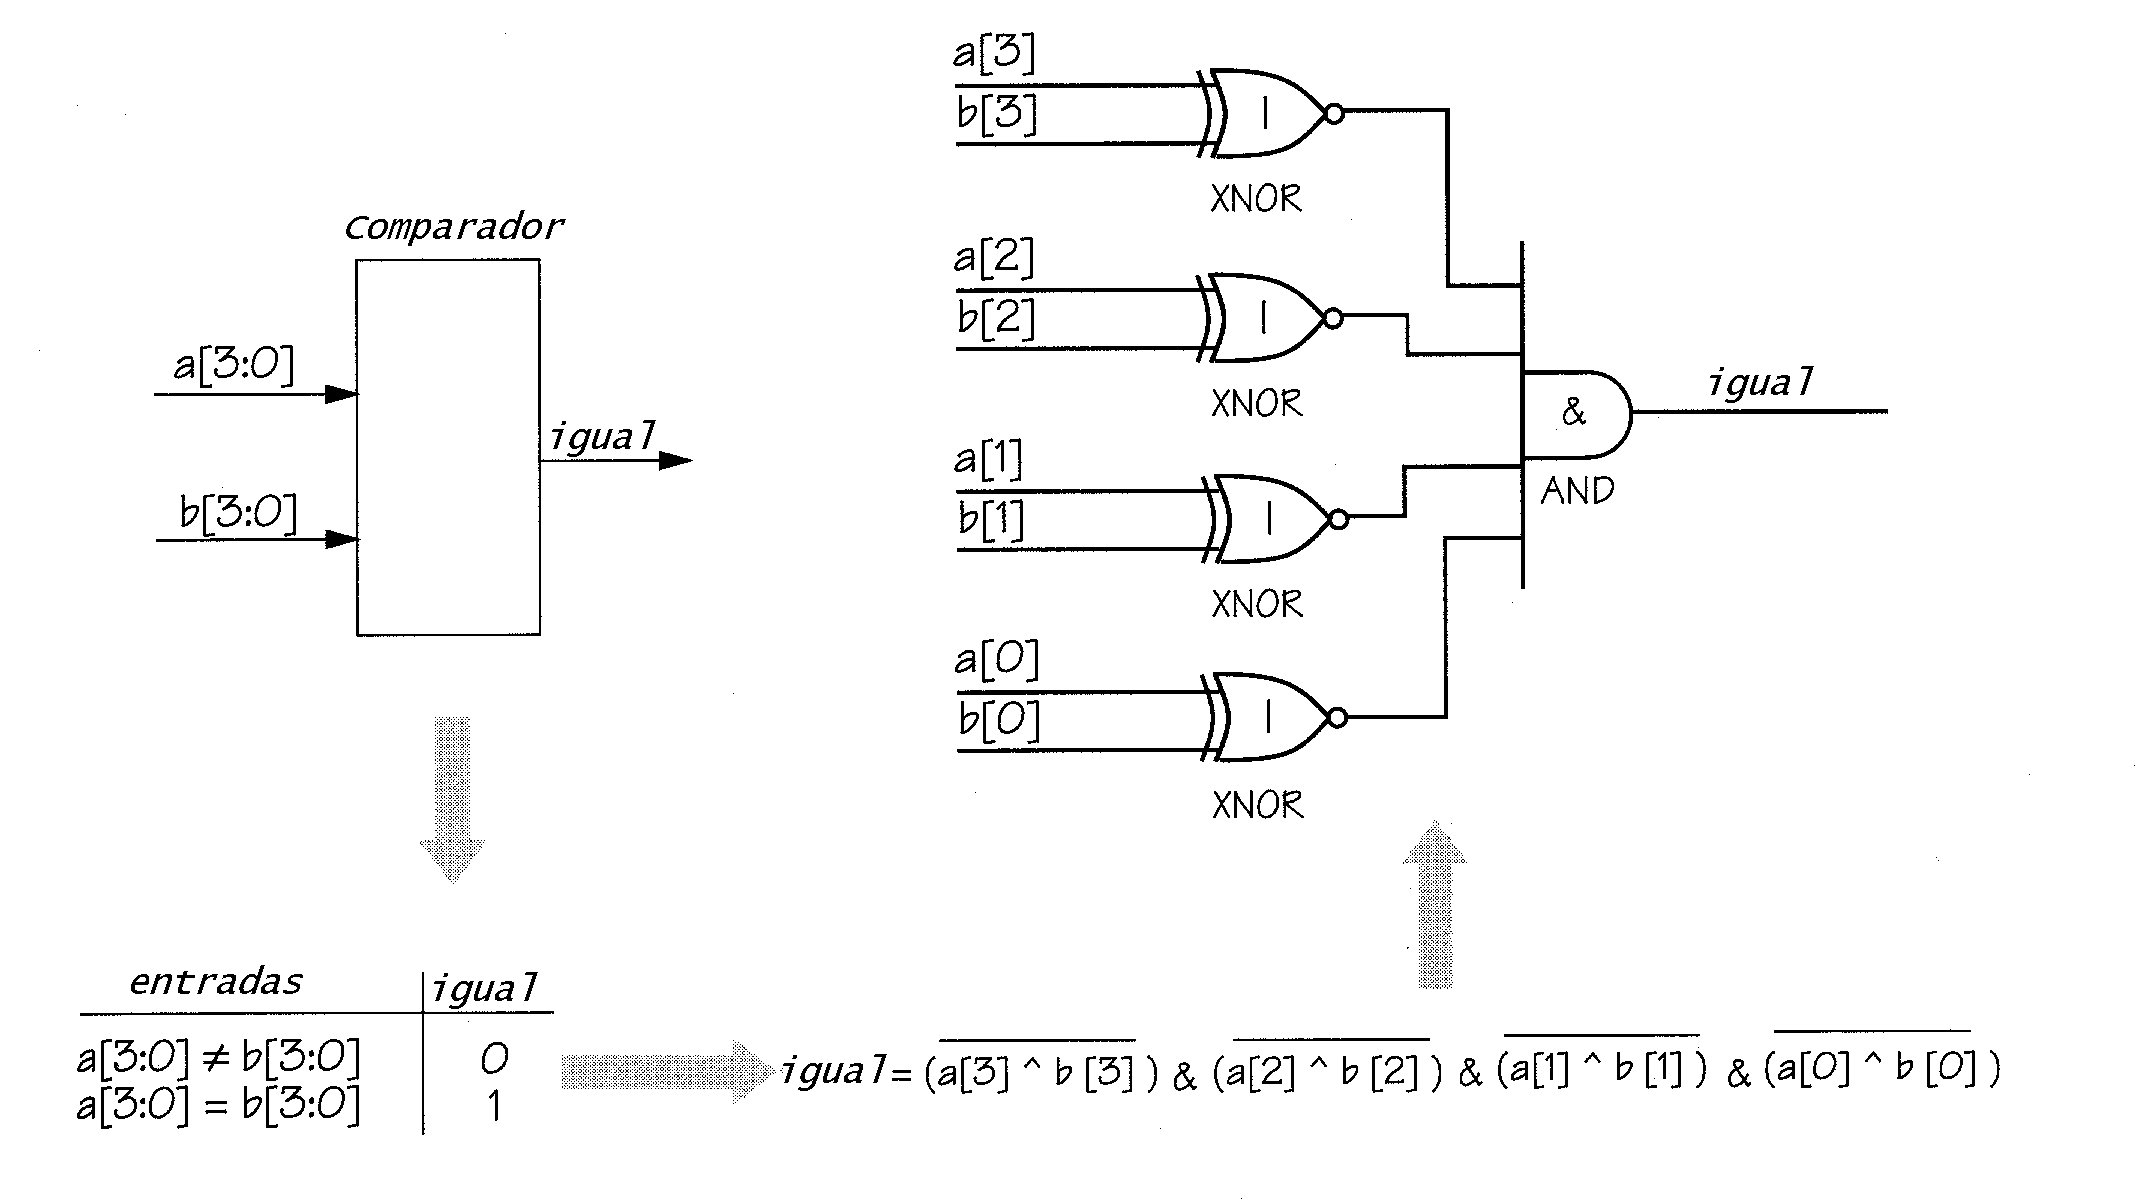 Comparador
a[3:0]
b[3:0]
igual
a[3]
b[3]
|
XNOR
a[2]
b[2]
|
XNOR
a[1]
b[1]
|
XNOR
a[0]
b[0]
|
XNOR
&
AND
igual
entradas igual
a[3:0] ≠ b[3:0] 0
a[3:0] = b[3:0] 1
igual = (a[3] ^ b [3] ) & (a[2] ^ b [2] ) & (a[1] ^ b [1] ) & (a[0] ^ b [0] )